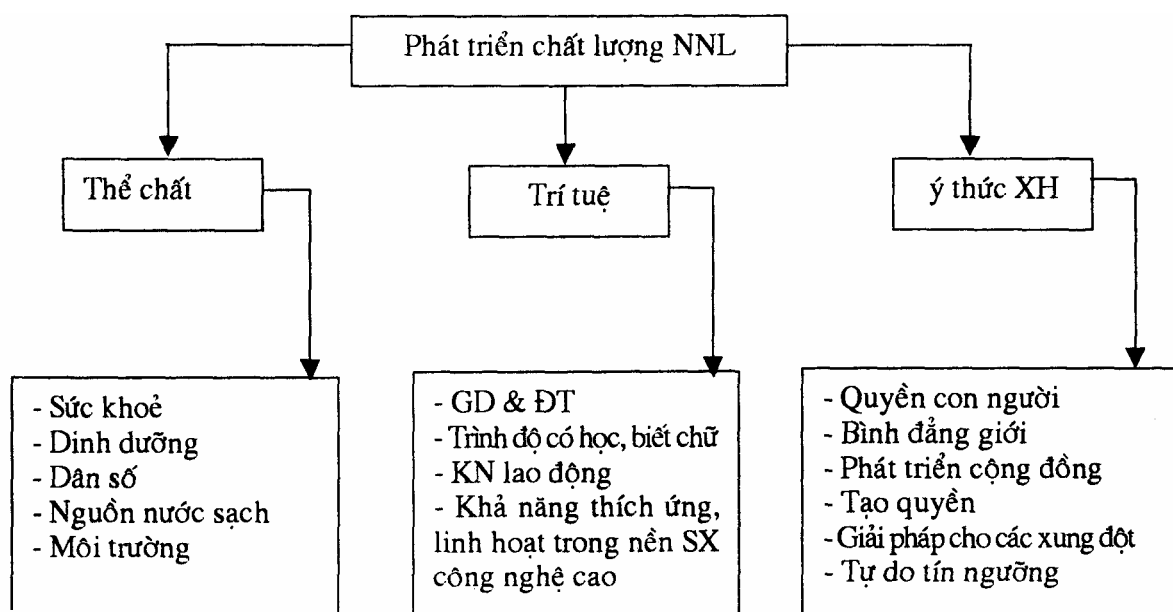 Phát triển chất lượng NNL
Thể chất
Trí tuệ
ý thức XH
- Sức khoẻ
- Dinh dưỡng
- Dân số
- Nguồn nước sạch
- Môi trường
- GD & ĐT
- Trình độ có học, biết chữ
- KN lao động
- Khả năng thích ứng,
linh hoạt trong nền SX
công nghệ cao
- Quyền con người
- Bình đẳng giới
- Phát triển cộng đồng
- Tạo quyền
- Giải pháp cho các xung đột
- Tự do tín ngưỡng